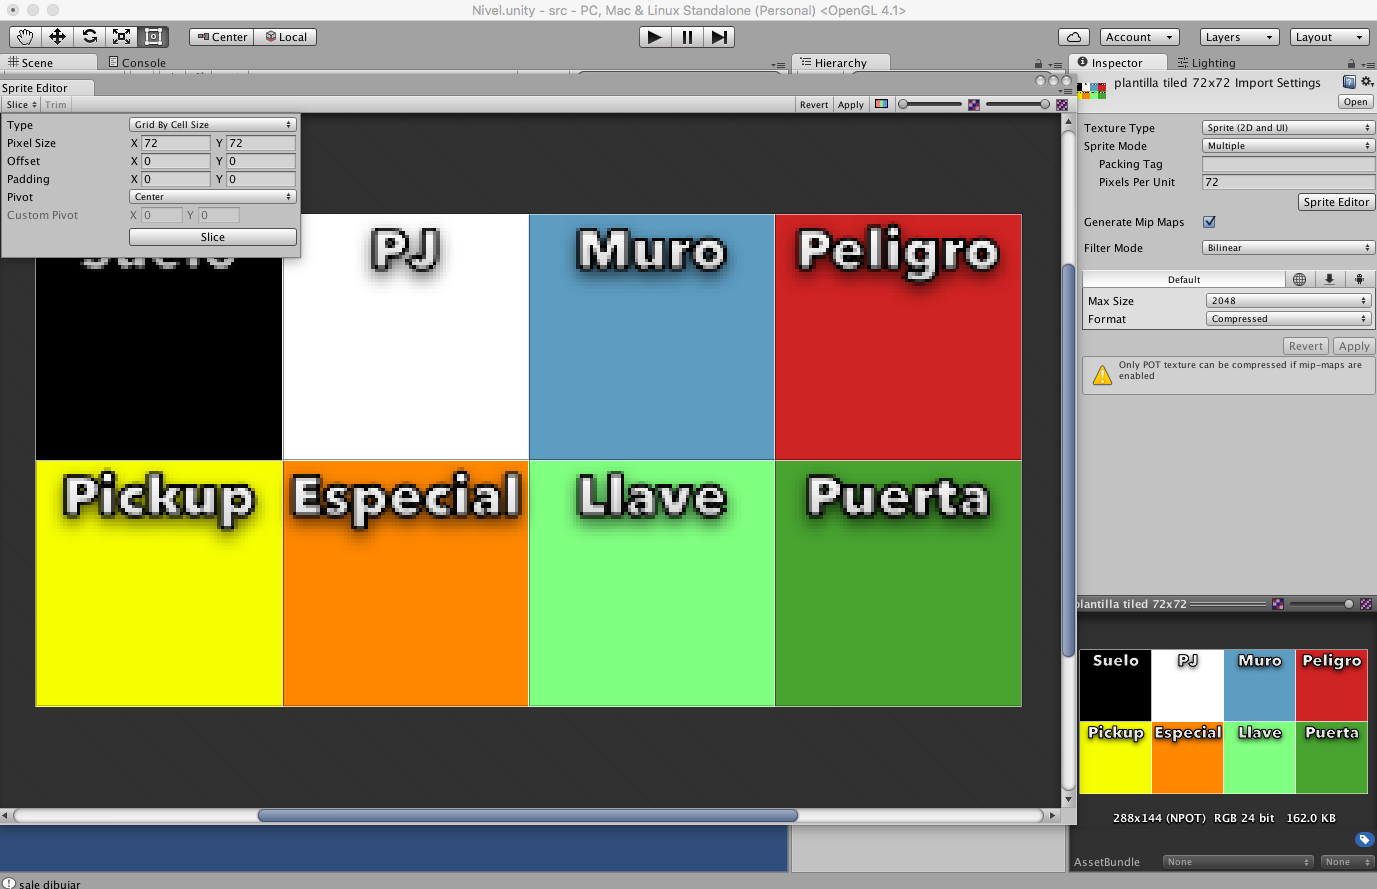 Nivel.unity - src - PC, Mac & Linux Standalone (Personal) <OpenGL 4.1>
Center Local Account Layers Layout
Scene Console Hierarchy Inspector Lighting
Sprite Editor
Slice Trim Revert Apply
Type Grid By Cell Size
Pixel Size X 72 Y 72
Offset X 0 Y 0
Padding X 0 Y 0
Pivot Center
Custom Pivot X 0 Y 0
Slice
Suelo PJ Muro Peligro
Pickup Especial Llave Puerta
plantilla tiled 72x72 Import Settings
Open
Texture Type Sprite (2D and UI)
Sprite Mode Multiple
Packing Tag
Pixels Per Unit 72
Sprite Editor
Generate Mip Maps
Filter Mode Bilinear
Default
Max Size 2048
Format Compressed
Revert Apply
Only POT texture can be compressed if mip-maps are
enabled
plantilla tiled 72x72
Suelo PJ Muro Peligro
Pickup Especial Llave Puerta
288x144 (NPOT) RGB 24 bit 162.0 KB
AssetBundle None None
sale dibujar